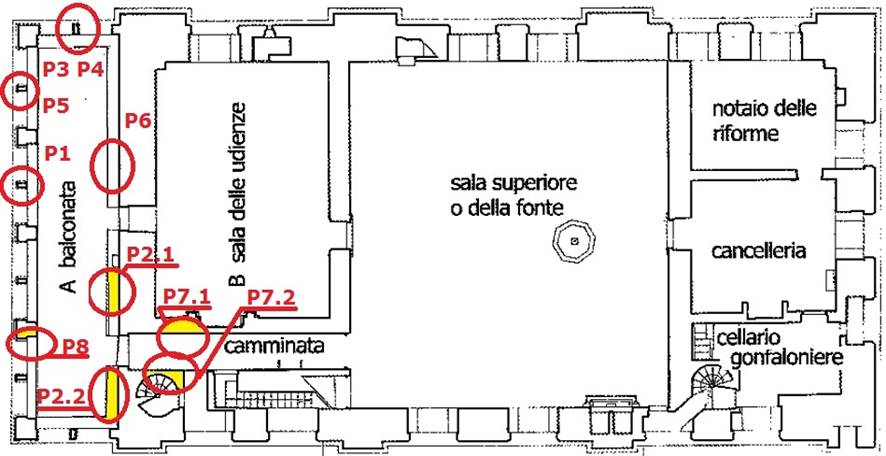 P3 P4
P5
P6
P1
A balconata
B sala delle udienze
sala superiore
o della fonte
notaio delle
riforme
cancelleria
P2.1
P7.1
P7.2
camminata
P8
P2.2
cellario
gonfaloniere